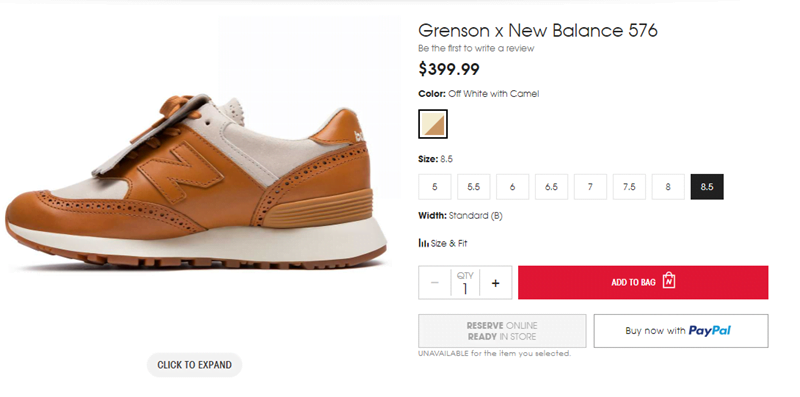 Grenson x New Balance 576
Be the first to write a review
$399.99
Color: Off White with Camel
Size: 8.5
5 5.5 6 6.5 7 7.5 8 8.5
Width: Standard (B)
Size & Fit
− QTY +
1
ADD TO BAG
RESERVE ONLINE
READY IN STORE
Buy now with PayPal
UNAVAILABLE for the item you selected.
N
CLICK TO EXPAND